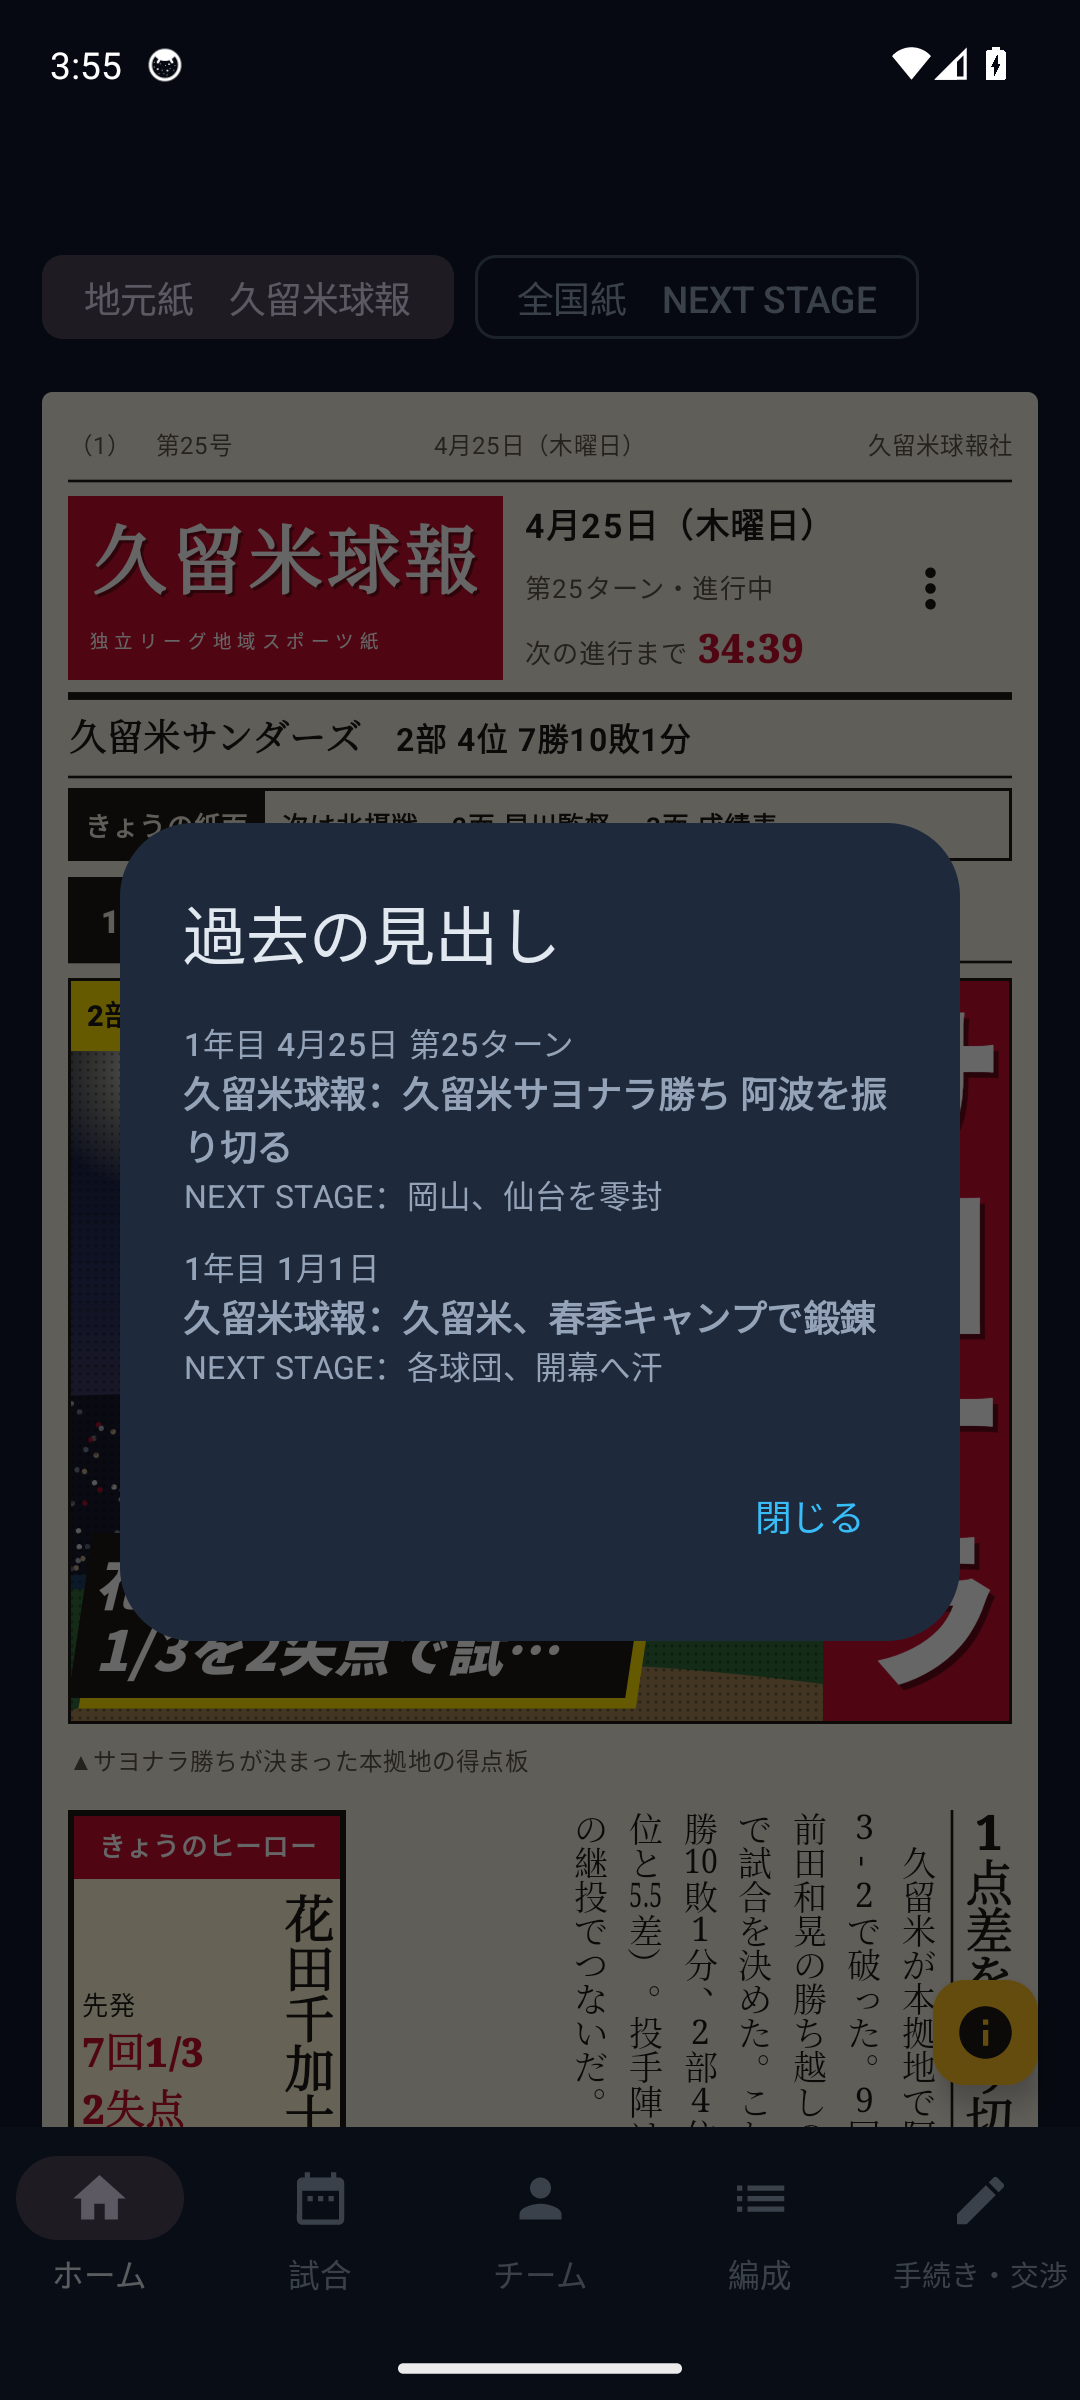 3:55
地元紙 久留米球報
全国紙 NEXT STAGE
（1） 第25号 4月25日（木曜日） 久留米球報社
久留米球報
独立リーグ地域スポーツ紙
4月25日（木曜日）
第25ターン・進行中
次の進行まで 34:39
久留米サンダーズ 2部 4位 7勝10敗1分
きょうの紙面
過去の見出し
1年目 4月25日 第25ターン
久留米球報：久留米サヨナラ勝ち 阿波を振
り切る
NEXT STAGE：岡山、仙台を零封
1年目 1月1日
久留米球報：久留米、春季キャンプで鍛錬
NEXT STAGE：各球団、開幕へ汗
閉じる
1/3を2失点で試…
▲サヨナラ勝ちが決まった本拠地の得点板
1点差を
久留米が本拠地で
3-2で破った。9
前田和晃の勝ち越し
で試合を決めた。こ
勝10敗1分、2部4
位と5.5差）。投手陣
の継投でつないだ。
きょうのヒーロー
花田千加
先発
7回1/3
2失点
ホーム
試合
チーム
編成
手続き・交渉